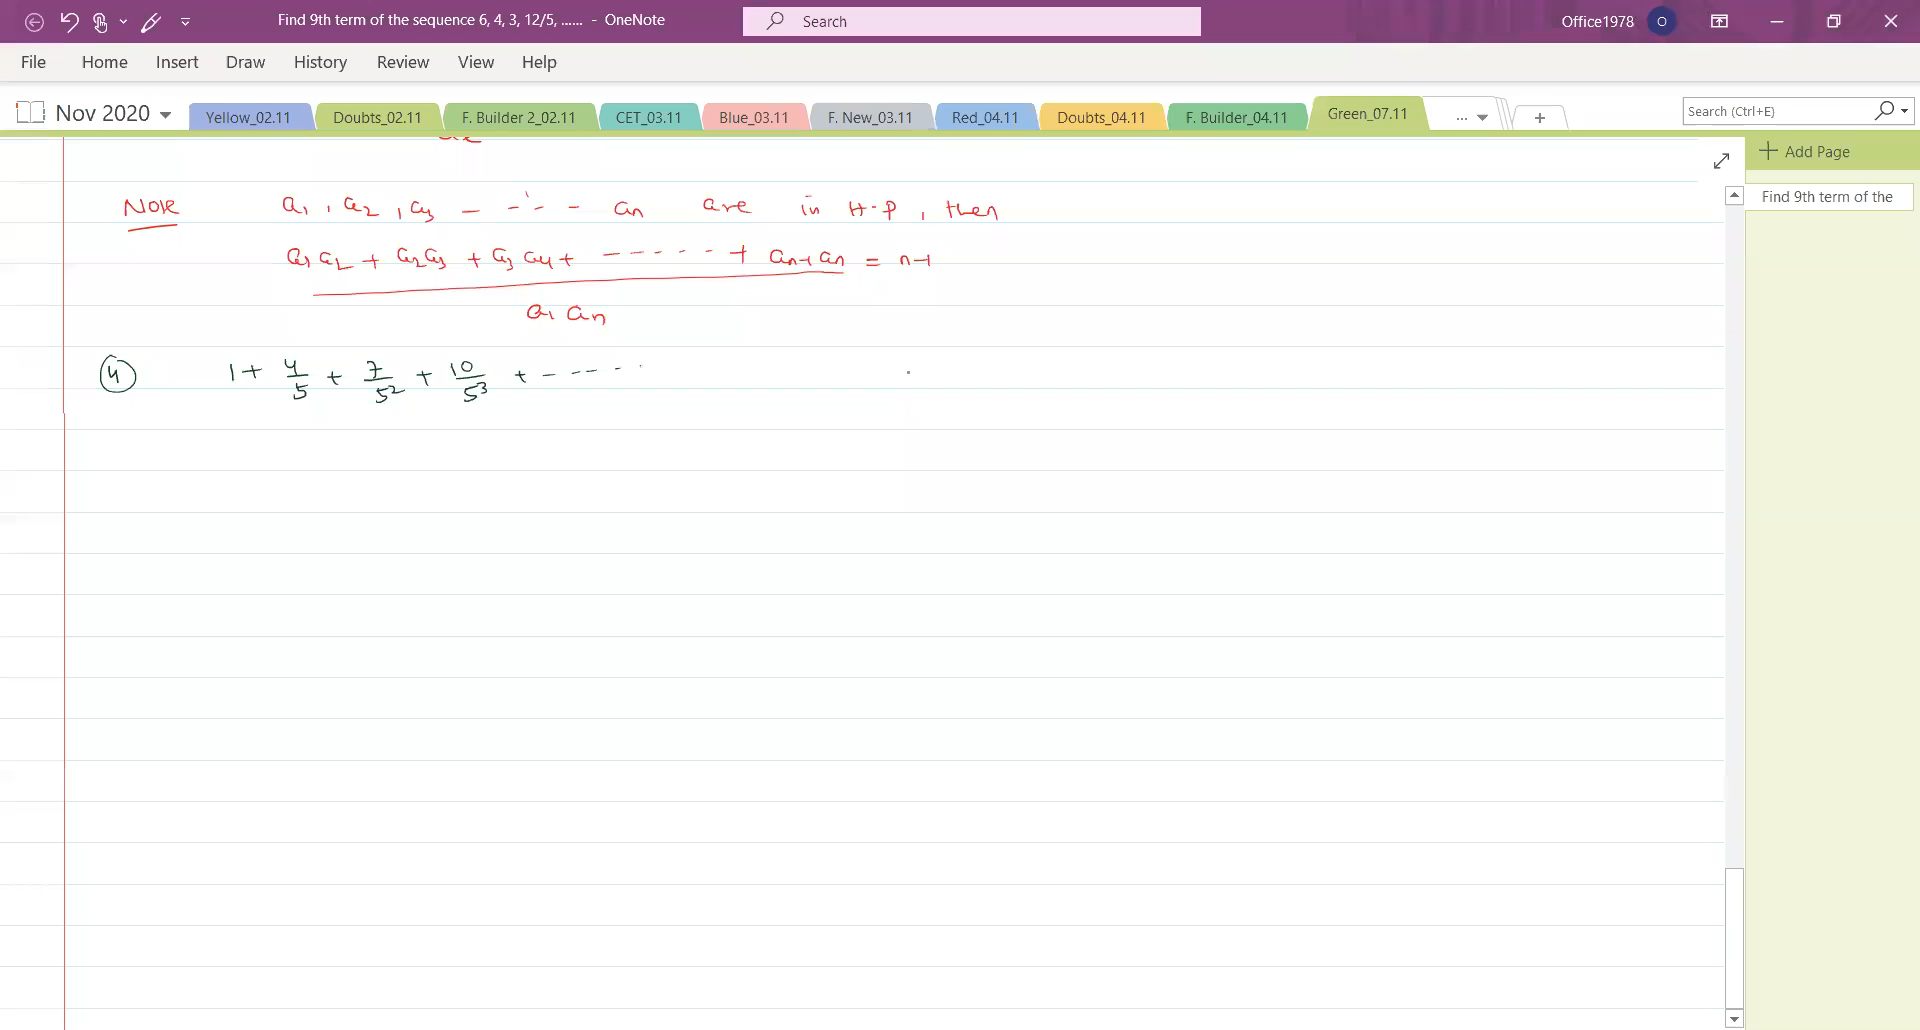 Find 9th term of the sequence 6, 4, 3, 12/5, ...... - OneNote
Search
Office1978
O
File Home Insert Draw History Review View Help
Nov 2020
Yellow_02.11 Doubts_02.11 F. Builder 2_02.11 CET_03.11 Blue_03.11 F. New_03.11 Red_04.11 Doubts_04.11 F. Builder_04.11 Green_07.11 ... +
Search (Ctrl+E)
+ Add Page
Find 9th term of the
Note a₁, a₂, a₃ - - - - aₙ are in H.P, then
a₁a₂ + a₂a₃ + a₃a₄ + - - - - - - + aₙ₋₁aₙ = n-1
a₁aₙ
4 1 + 4/5 + 7/5² + 10/5³ + - - - - -